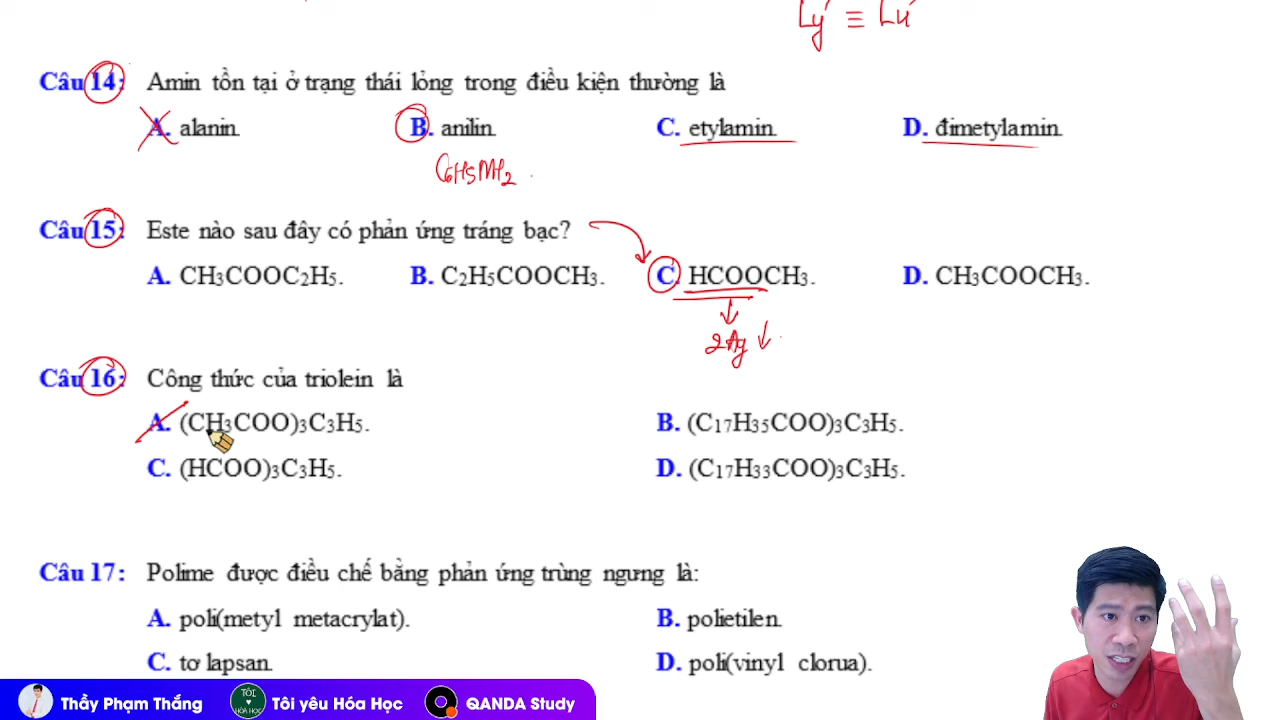 Lý ≡ Lú
Câu 14: Amin tồn tại ở trạng thái lỏng trong điều kiện thường là
A. alanin. B. anilin. C. etylamin. D. đimetylamin.
C6H5NH2
Câu 15: Este nào sau đây có phản ứng tráng bạc?
A. CH3COOC2H5. B. C2H5COOCH3. C. HCOOCH3. D. CH3COOCH3.
↓
2Ag ↓
Câu 16: Công thức của triolein là
A. (CH3COO)3C3H5. B. (C17H35COO)3C3H5.
C. (HCOO)3C3H5. D. (C17H33COO)3C3H5.
Câu 17: Polime được điều chế bằng phản ứng trùng ngưng là:
A. poli(metyl metacrylat). B. polietilen.
C. tơ lapsan. D. poli(vinyl clorua).
Thầy Phạm Thắng TÔI ♥ HÓA HỌC Tôi yêu Hóa Học QANDA Study